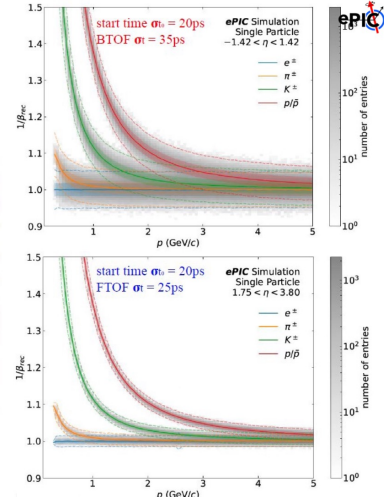 ePIC
1.5
1.4
1.3
1.2
1.1
1.0
0.9
1/βrec
start time σt₀ = 20ps
BTOF σt = 35ps
ePIC Simulation
Single Particle
−1.42 < η < 1.42
e±
π±
K±
p/p̄
1 2 3 4 5
p (GeV/c)
10²
10¹
10⁰
number of entries
1.5
1.4
1.3
1.2
1.1
1.0
0.9
1/βrec
start time σt₀ = 20ps
FTOF σt = 25ps
ePIC Simulation
Single Particle
1.75 < η < 3.80
e±
π±
K±
p/p̄
1 2 3 4 5
p (GeV/c)
10³
10²
10¹
10⁰
number of entries